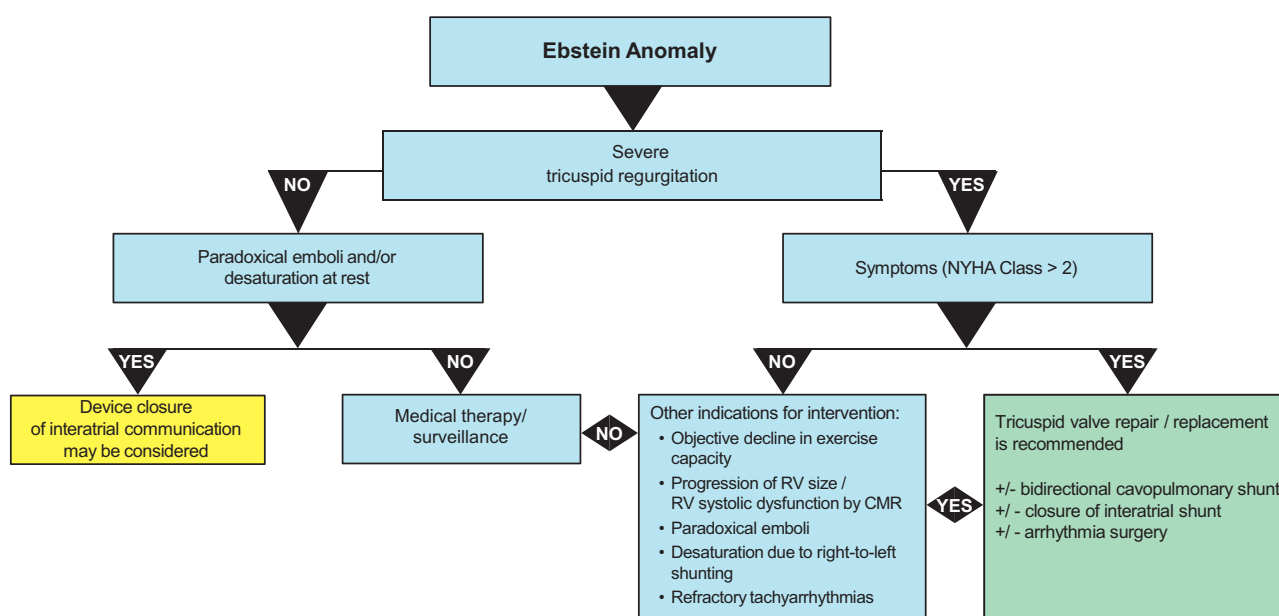 Ebstein Anomaly
Severe
tricuspid regurgitation
NO
YES
Paradoxical emboli and/or
desaturation at rest
Symptoms (NYHA Class > 2)
YES
NO
NO
YES
Device closure
of interatrial communication
may be considered
Medical therapy/
surveillance
NO
Other indications for intervention:
• Objective decline in exercise
capacity
• Progression of RV size /
RV systolic dysfunction by CMR
• Paradoxical emboli
• Desaturation due to right-to-left
shunting
• Refractory tachyarrhythmias
YES
Tricuspid valve repair / replacement
is recommended
+/- bidirectional cavopulmonary shunt
+/ - closure of interatrial shunt
+/ - arrhythmia surgery